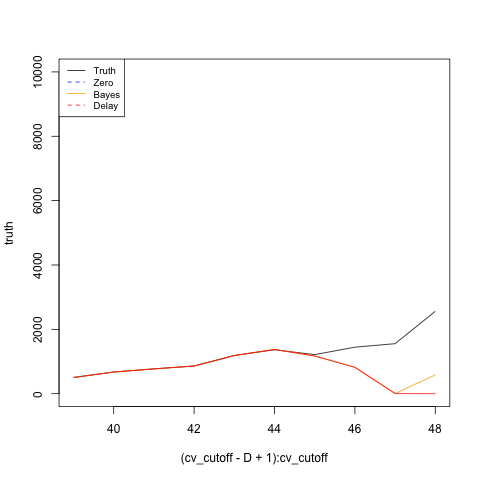 Truth
Zero
Bayes
Delay
truth
10000
8000
6000
4000
2000
0
40 42 44 46 48
(cv_cutoff - D + 1):cv_cutoff